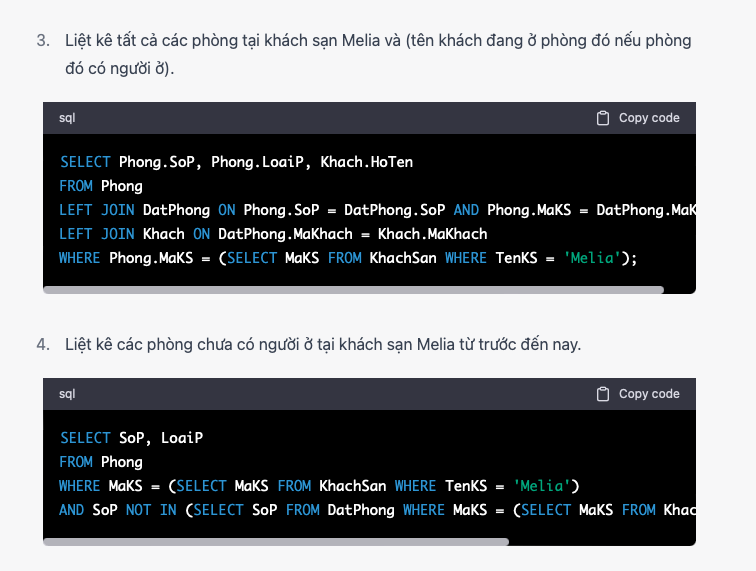 3. Liệt kê tất cả các phòng tại khách sạn Melia và (tên khách đang ở phòng đó nếu phòng
đó có người ở).
sql Copy code
SELECT Phong.SoP, Phong.LoaiP, Khach.HoTen
FROM Phong
LEFT JOIN DatPhong ON Phong.SoP = DatPhong.SoP AND Phong.MaKS = DatPhong.MaK
LEFT JOIN Khach ON DatPhong.MaKhach = Khach.MaKhach
WHERE Phong.MaKS = (SELECT MaKS FROM KhachSan WHERE TenKS = 'Melia');
4. Liệt kê các phòng chưa có người ở tại khách sạn Melia từ trước đến nay.
sql Copy code
SELECT SoP, LoaiP
FROM Phong
WHERE MaKS = (SELECT MaKS FROM KhachSan WHERE TenKS = 'Melia')
AND SoP NOT IN (SELECT SoP FROM DatPhong WHERE MaKS = (SELECT MaKS FROM Khac